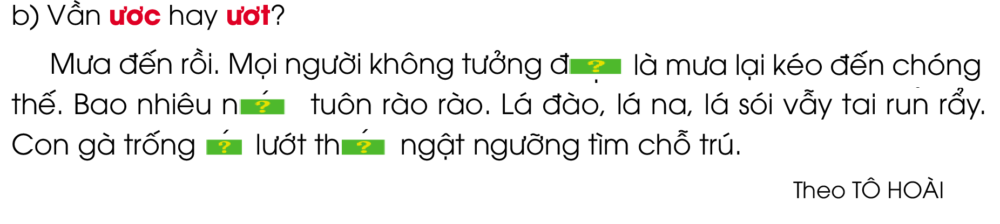 b) Vần ươc hay ươt?
Mưa đến rồi. Mọi người không tưởng đ ? là mưa lại kéo đến chóng
thế. Bao nhiêu n ? tuôn rào rào. Lá đào, lá na, lá sói vẫy tai run rẩy.
Con gà trống ? lướt th ? ngật ngưỡng tìm chỗ trú.
Theo TÔ HOÀI